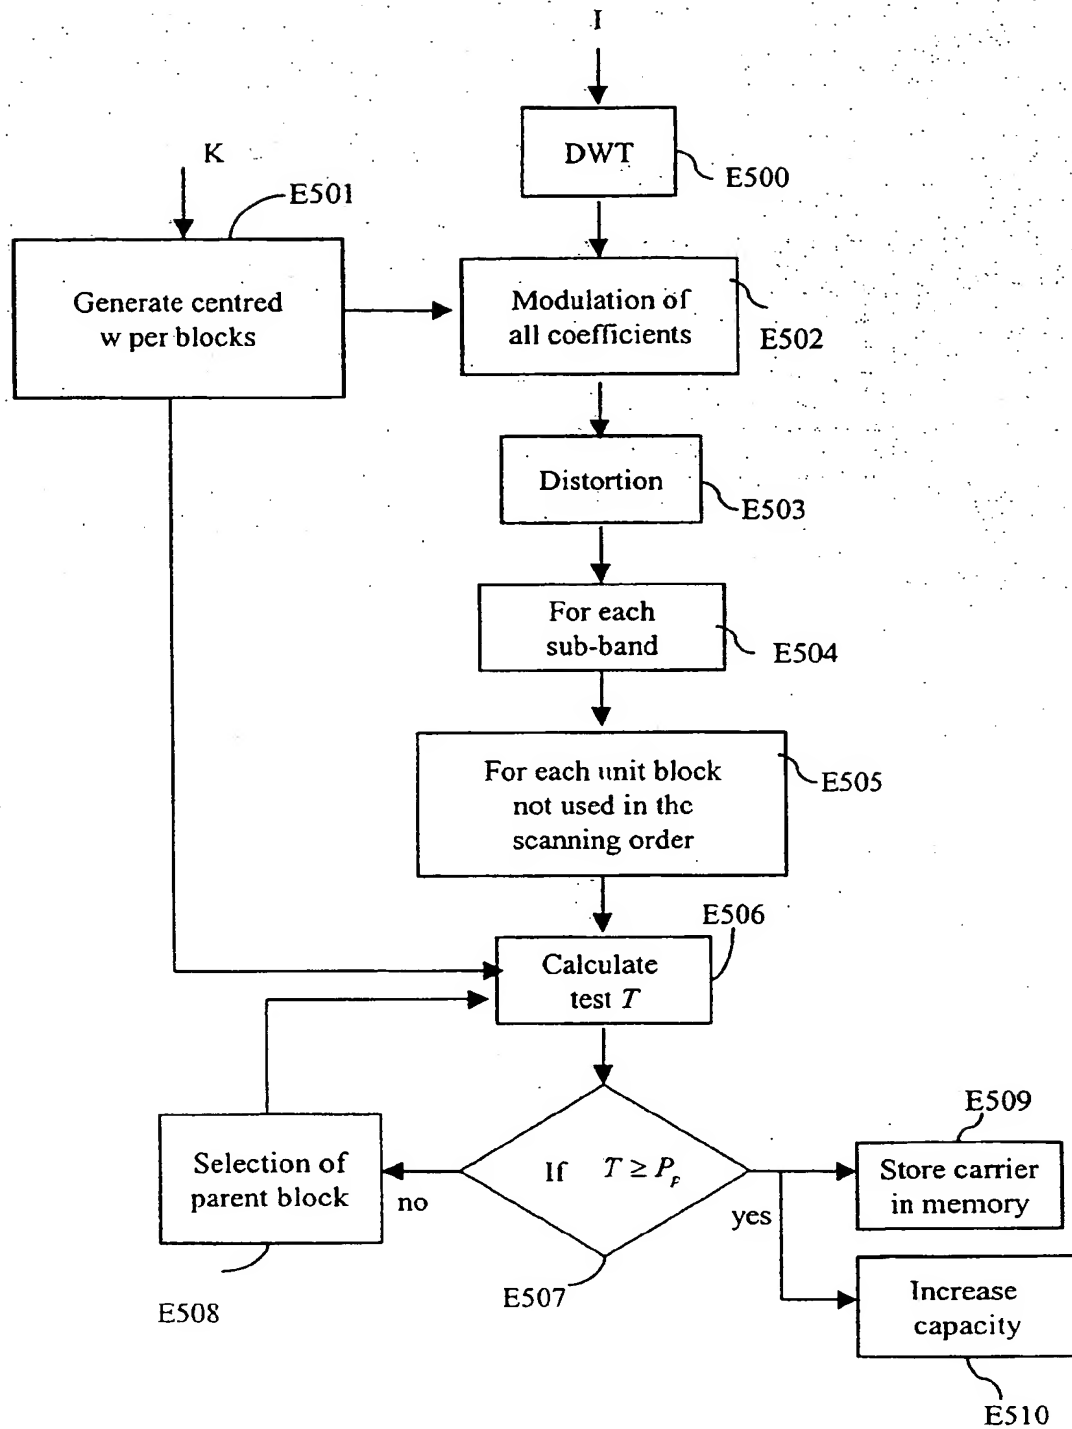 I
DWT
E500
K
E501
Generate centred
w per blocks
Modulation of
all coefficients
E502
Distortion
E503
For each
sub-band
E504
For each unit block
not used in the
scanning order
E505
E506
Calculate
test T
If T ≥ Pp
no
yes
E507
Selection of
parent block
E508
E509
Store carrier
in memory
Increase
capacity
E510